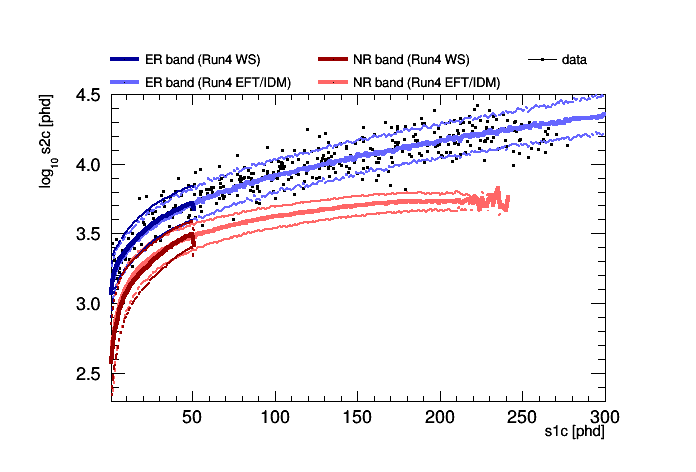 ER band (Run4 WS) NR band (Run4 WS) data
ER band (Run4 EFT/IDM) NR band (Run4 EFT/IDM)
log10 s2c [phd]
4.5
4.0
3.5
3.0
2.5
50 100 150 200 250 300
s1c [phd]